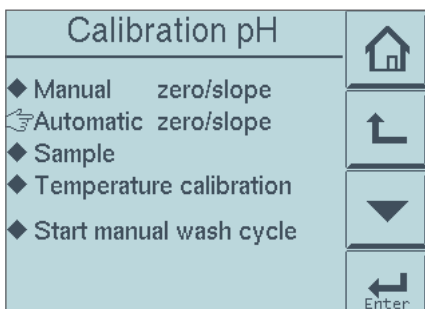 Calibration pH
Manual zero/slope
Automatic zero/slope
Sample
Temperature calibration
Start manual wash cycle
Enter